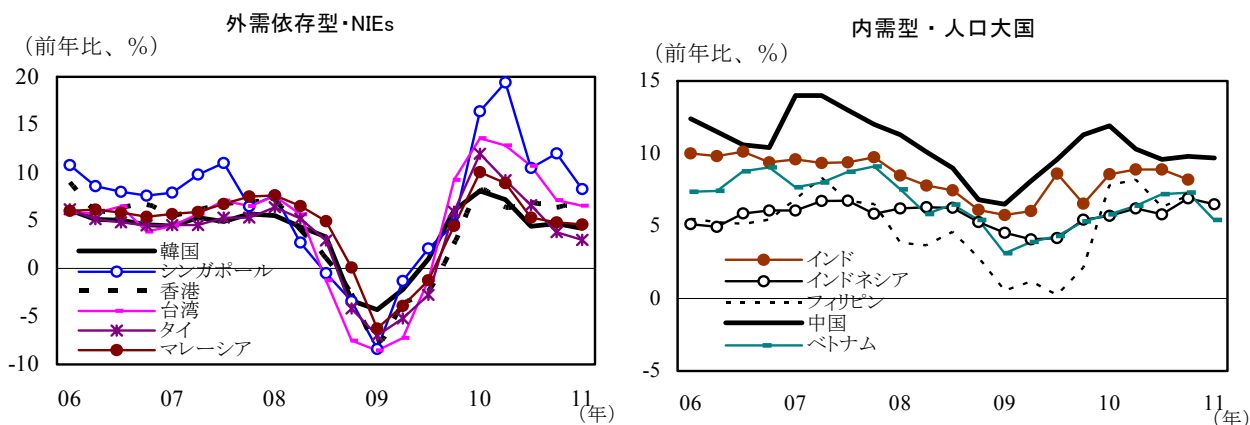 外需依存型・NIEs
（前年比、%）
20
15
10
5
0
-5
-10
韓国
シンガポール
香港
台湾
タイ
マレーシア
06 07 08 09 10 11
（年）
内需型・人口大国
（前年比、%）
15
10
5
0
-5
インド
インドネシア
フィリピン
中国
ベトナム
06 07 08 09 10 11
（年）